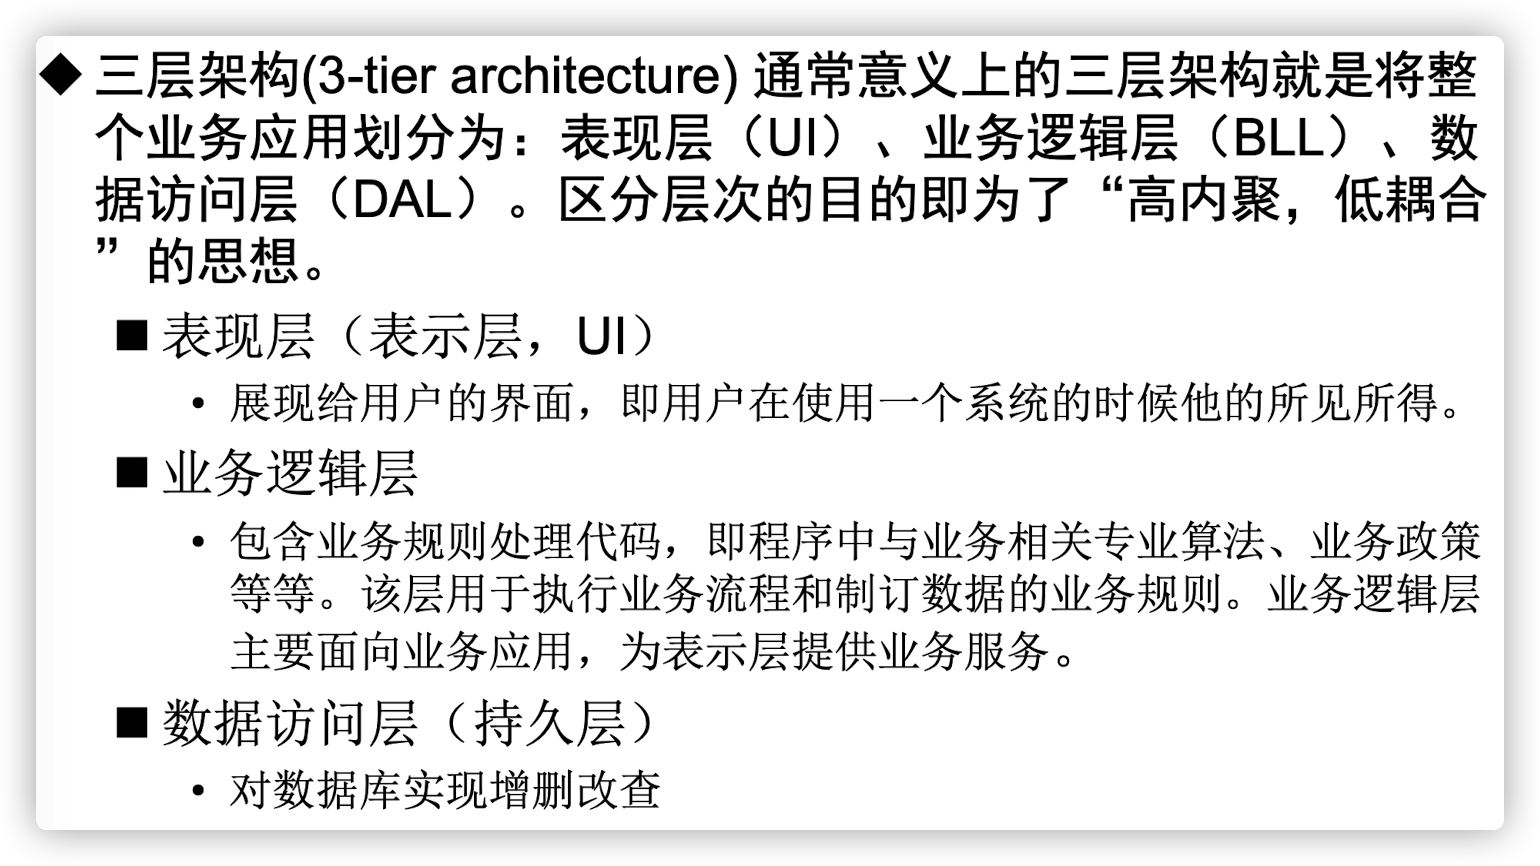 ◆ 三层架构(3-tier architecture) 通常意义上的三层架构就是将整
个业务应用划分为：表现层（UI）、业务逻辑层（BLL）、数
据访问层（DAL）。区分层次的目的即为了“高内聚，低耦合
”的思想。
■ 表现层（表示层，UI）
• 展现给用户的界面，即用户在使用一个系统的时候他的所见所得。
■ 业务逻辑层
• 包含业务规则处理代码，即程序中与业务相关专业算法、业务政策
等等。该层用于执行业务流程和制订数据的业务规则。业务逻辑层
主要面向业务应用，为表示层提供业务服务。
■ 数据访问层（持久层）
• 对数据库实现增删改查